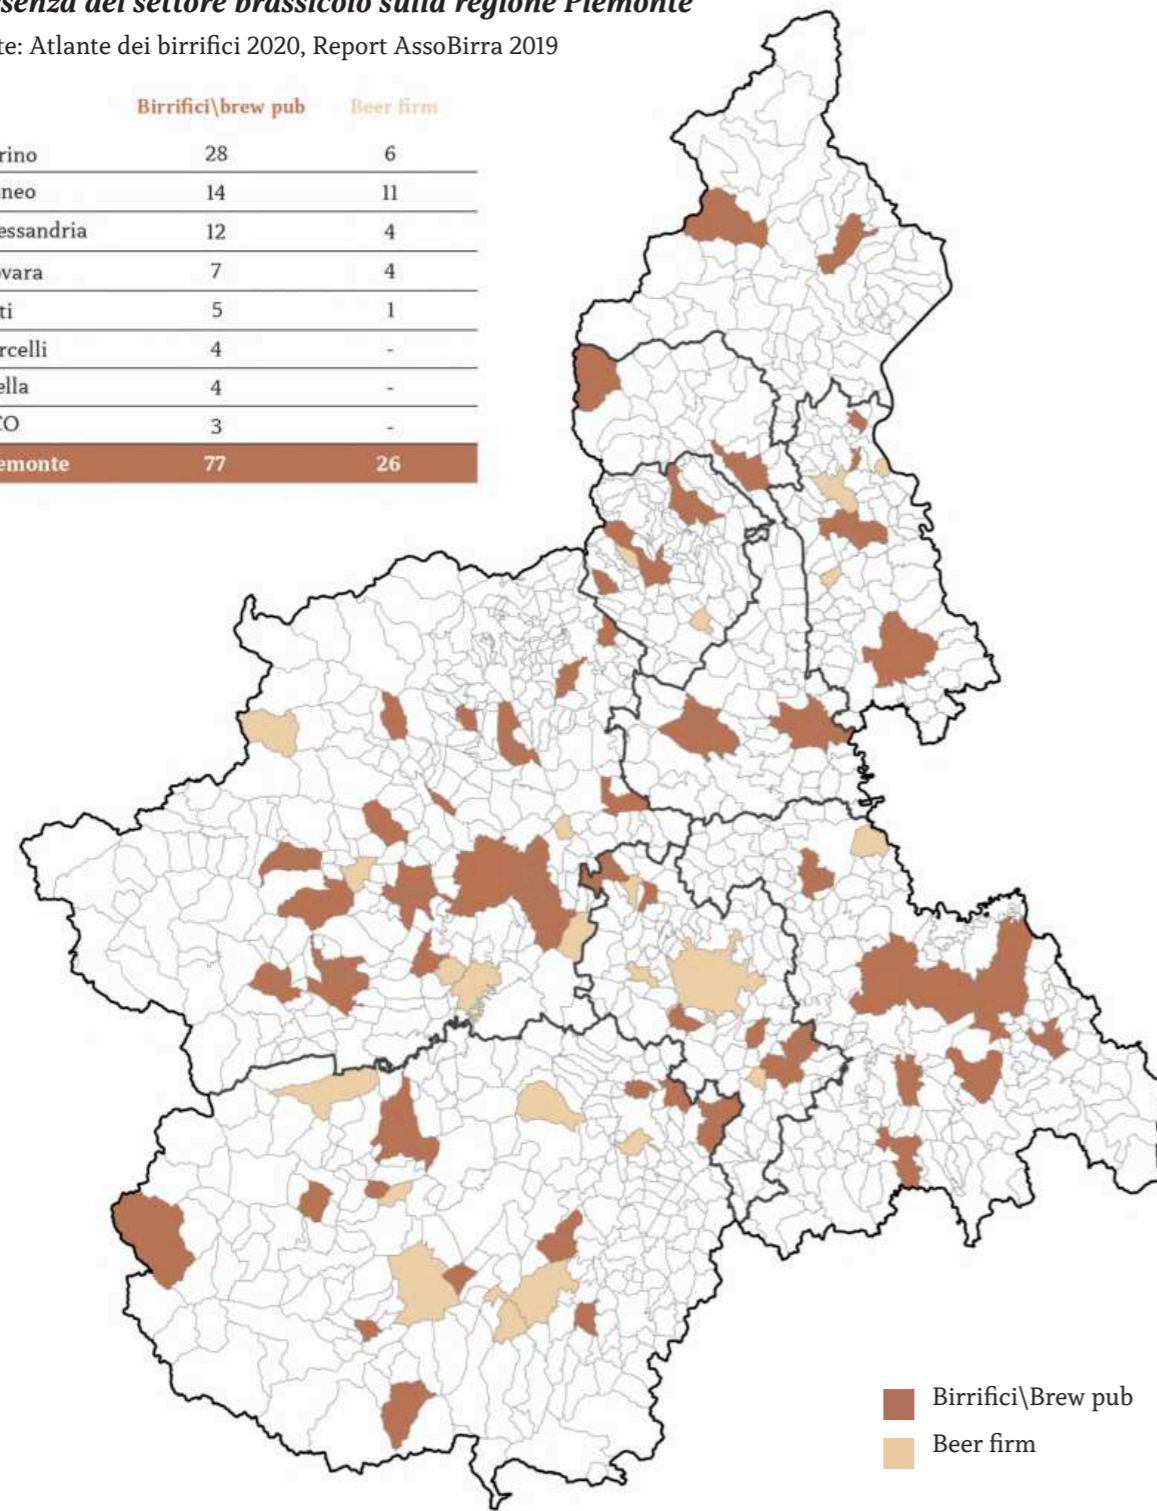 ssenza del settore brassicolo sulla regione Piemonte
te: Atlante dei birrifici 2020, Report AssoBirra 2019
Birrifici\brew pub Beer firm
rino 28 6
neo 14 11
essandria 12 4
ovara 7 4
ti 5 1
rcelli 4 -
ella 4 -
CO 3 -
emonte 77 26
Birrifici\Brew pub
Beer firm